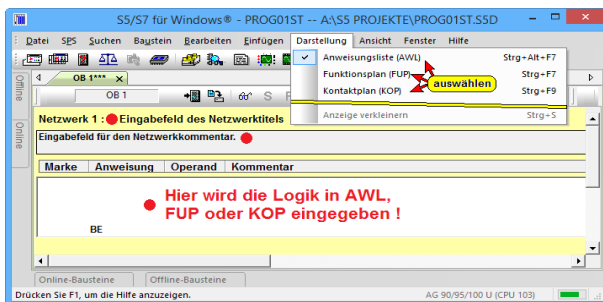 S5/S7 für Windows® - PROG01ST -- A:\S5 PROJEKTE\PROG01ST.S5D
Datei SPS Suchen Baustein Bearbeiten Einfügen Darstellung Ansicht Fenster Hilfe
Anweisungsliste (AWL) Strg+Alt+F7
Funktionsplan (FUP) Strg+F7
Kontaktplan (KOP) Strg+F9
auswählen
Anzeige verkleinern Strg+S
Offline
Online
OB 1***
OB 1
Netzwerk 1 : Eingabefeld des Netzwerktitels
Eingabefeld für den Netzwerkkommentar.
Marke Anweisung Operand Kommentar
Hier wird die Logik in AWL,
FUP oder KOP eingegeben !
BE
Online-Bausteine Offline-Bausteine
Drücken Sie F1, um die Hilfe anzuzeigen. AG 90/95/100 U (CPU 103)